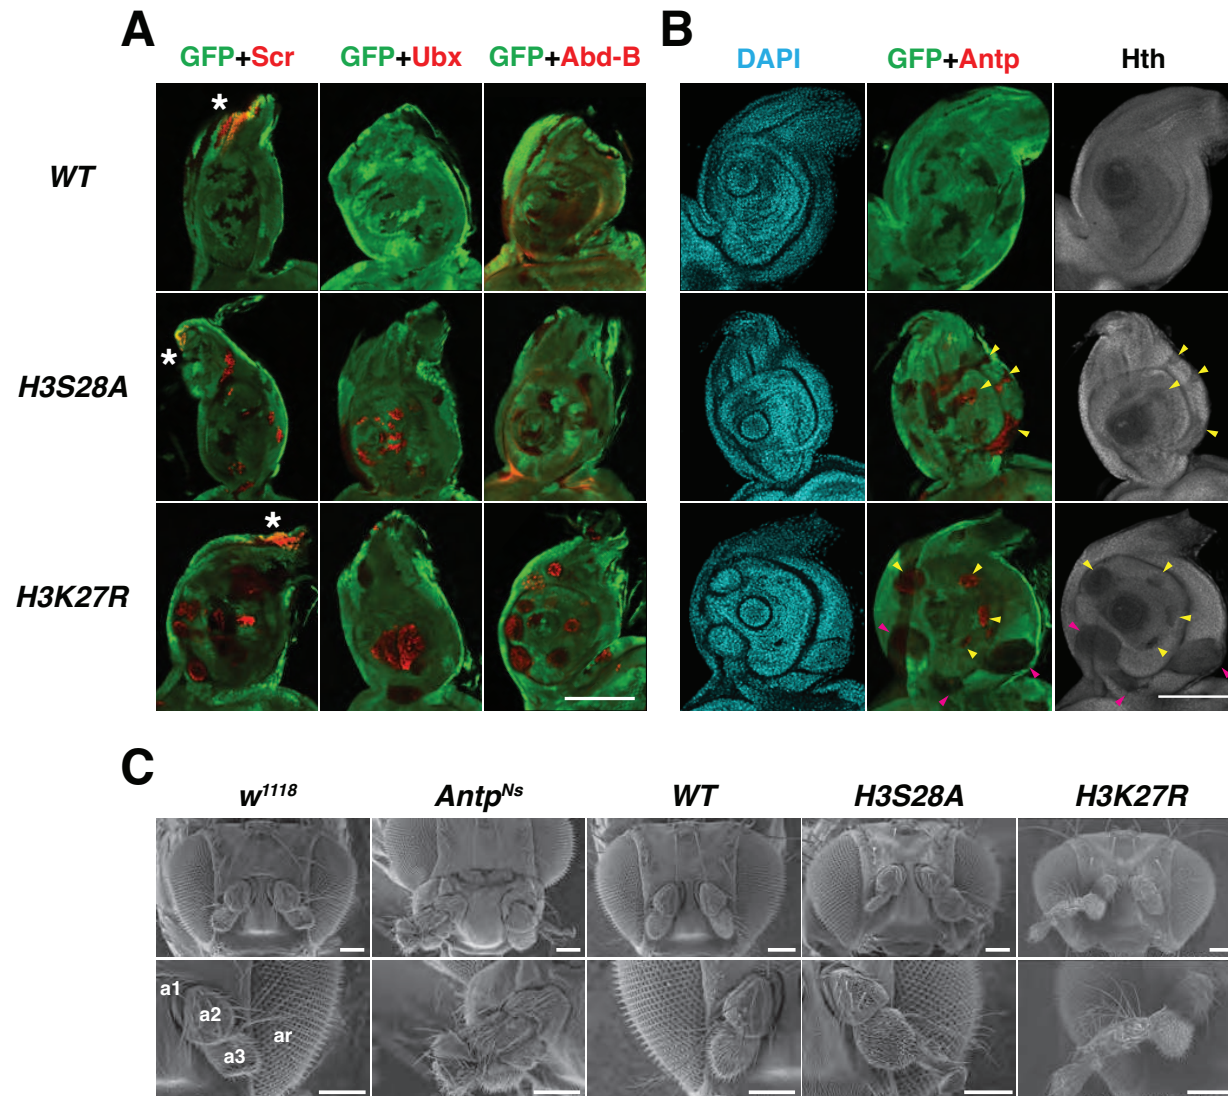 A
B
GFP+Scr GFP+Ubx GFP+Abd-B DAPI GFP+Antp Hth
WT
*
H3S28A
*
H3K27R
*
C
w1118 AntpNs WT H3S28A H3K27R
a1
a2
a3
ar